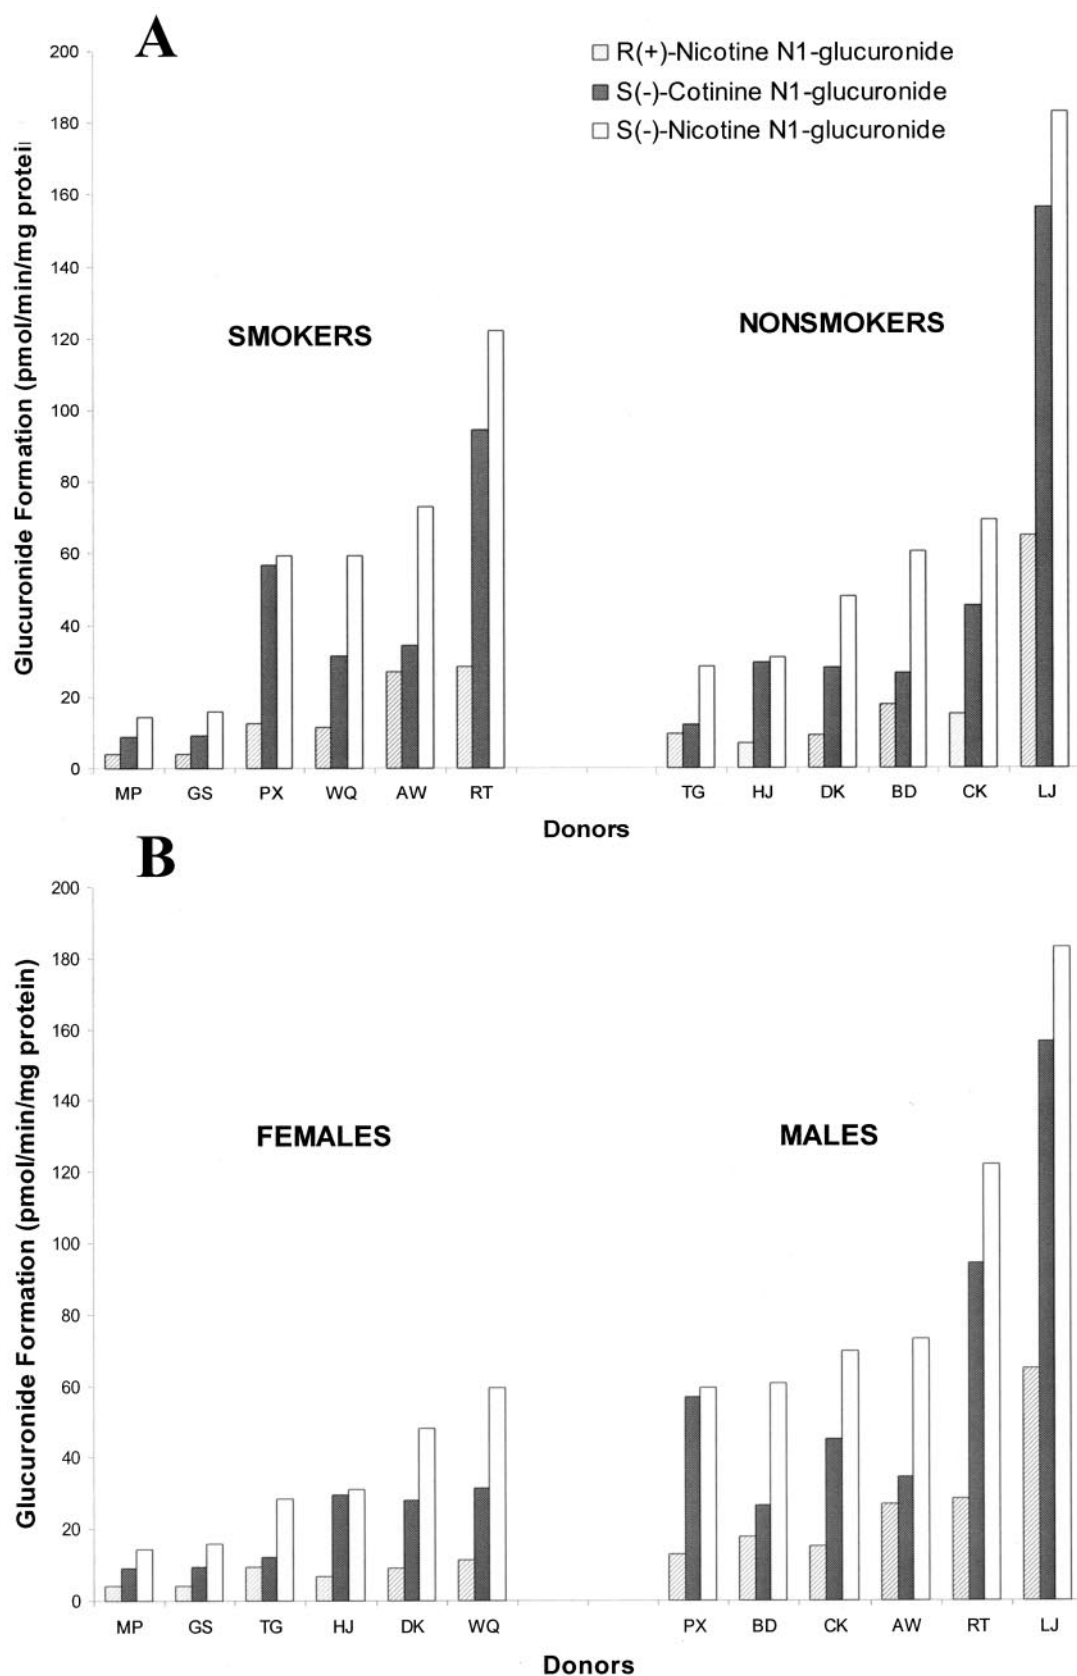 A
R(+)-Nicotine N1-glucuronide
S(-)-Cotinine N1-glucuronide
S(-)-Nicotine N1-glucuronide
Glucuronide Formation (pmol/min/mg protei
200
180
160
140
120
100
80
60
40
20
0
SMOKERS
NONSMOKERS
MP GS PX WQ AW RT TG HJ DK BD CK LJ
Donors
B
Glucuronide Formation (pmol/min/mg protein)
200
180
160
140
120
100
80
60
40
20
0
FEMALES
MALES
MP GS TG HJ DK WQ PX BD CK AW RT LJ
Donors